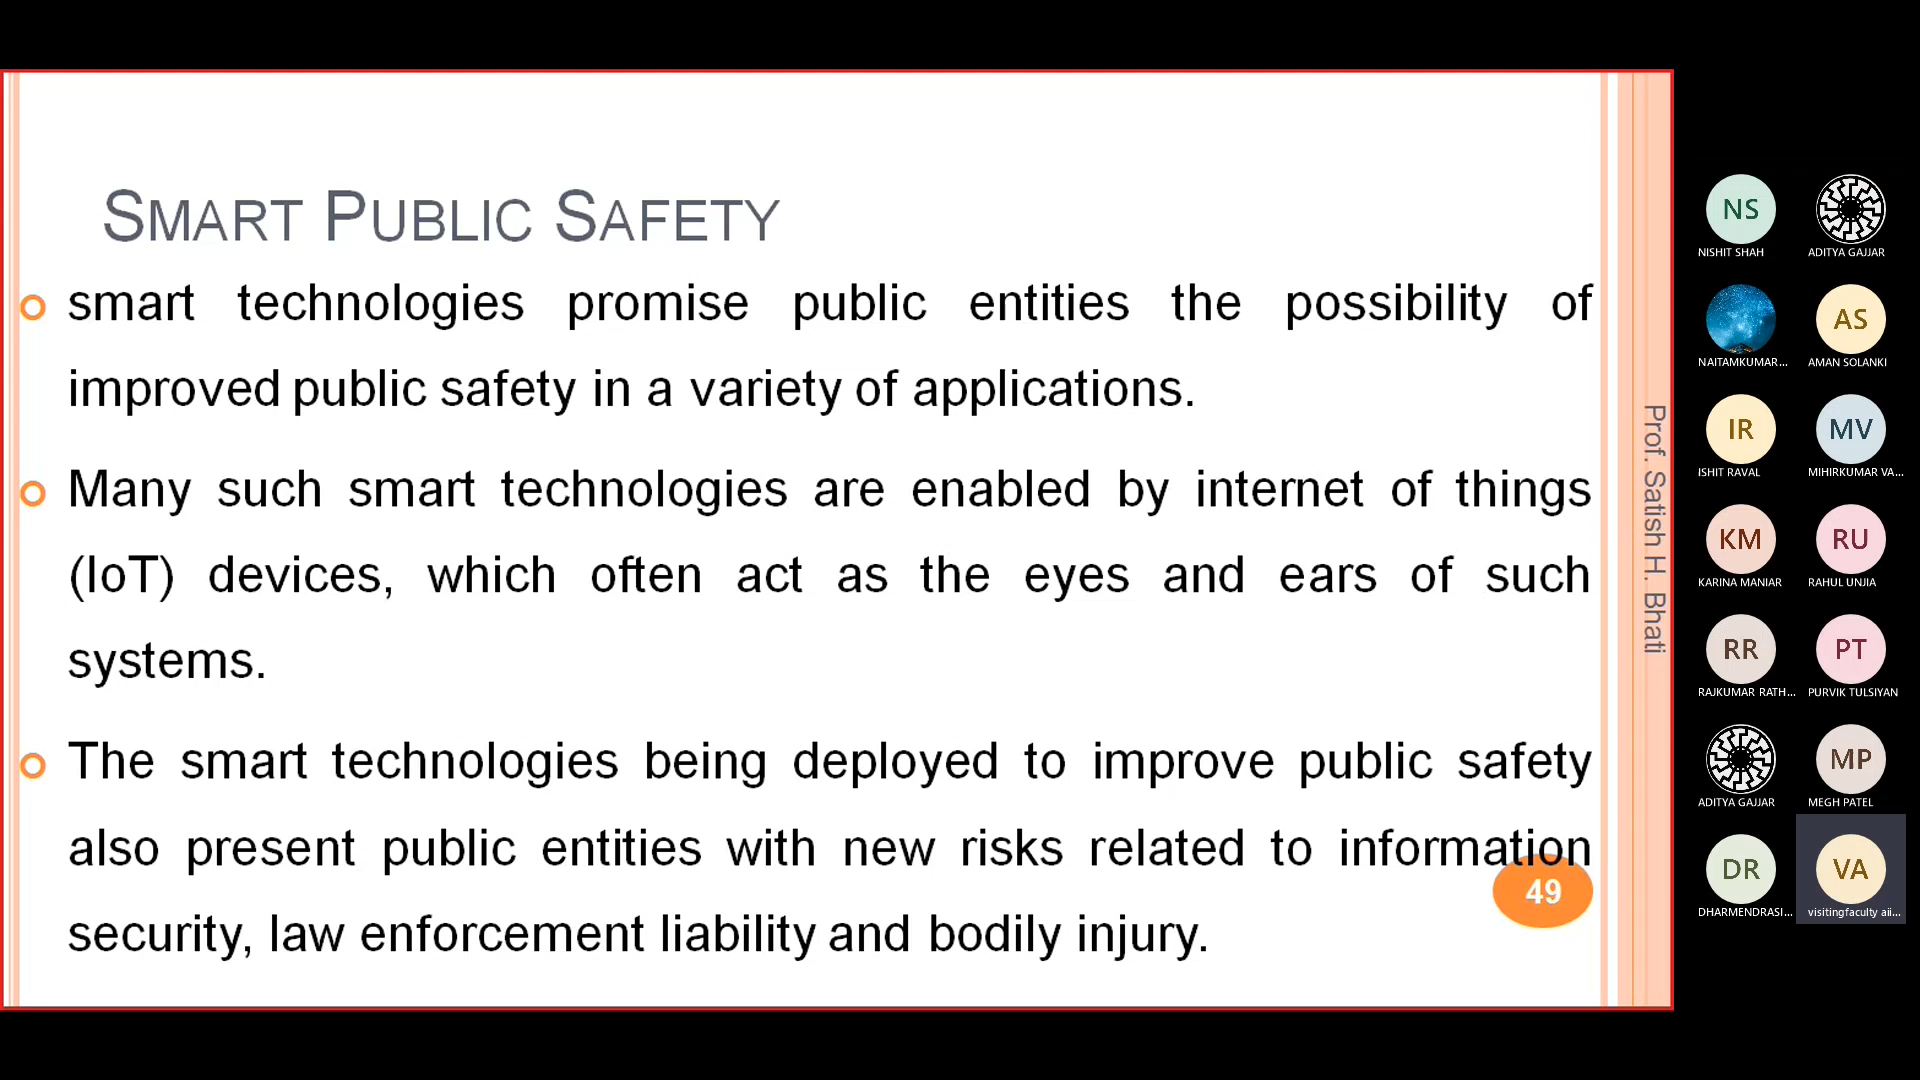 SMART PUBLIC SAFETY
smart technologies promise public entities the possibility of
improved public safety in a variety of applications.
Many such smart technologies are enabled by internet of things
(IoT) devices, which often act as the eyes and ears of such
systems.
The smart technologies being deployed to improve public safety
also present public entities with new risks related to information
security, law enforcement liability and bodily injury.
49
Prof. Satish H. Bhati
NS
NISHIT SHAH
ADITYA GAJJAR
NAITAMKUMAR...
AS
AMAN SOLANKI
IR
ISHIT RAVAL
MV
MIHIRKUMAR VA...
KM
KARINA MANIAR
RU
RAHUL UNJIA
RR
RAJKUMAR RATH...
PT
PURVIK TULSIYAN
ADITYA GAJJAR
MP
MEGH PATEL
DR
DHARMENDRASI...
VA
visitingfaculty aii...